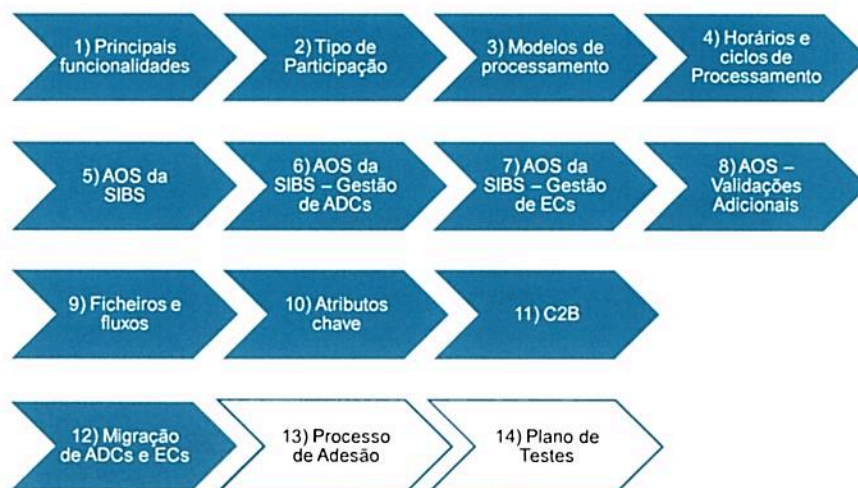 1) Principais
funcionalidades
2) Tipo de
Participação
3) Modelos de
processamento
4) Horários e
ciclos de
Processamento
5) AOS da
SIBS
6) AOS da
SIBS – Gestão
de ADCs
7) AOS da
SIBS – Gestão
de ECs
8) AOS –
Validações
Adicionais
9) Ficheiros e
fluxos
10) Atributos
chave
11) C2B
12) Migração
de ADCs e ECs
13) Processo
de Adesão
14) Plano de
Testes